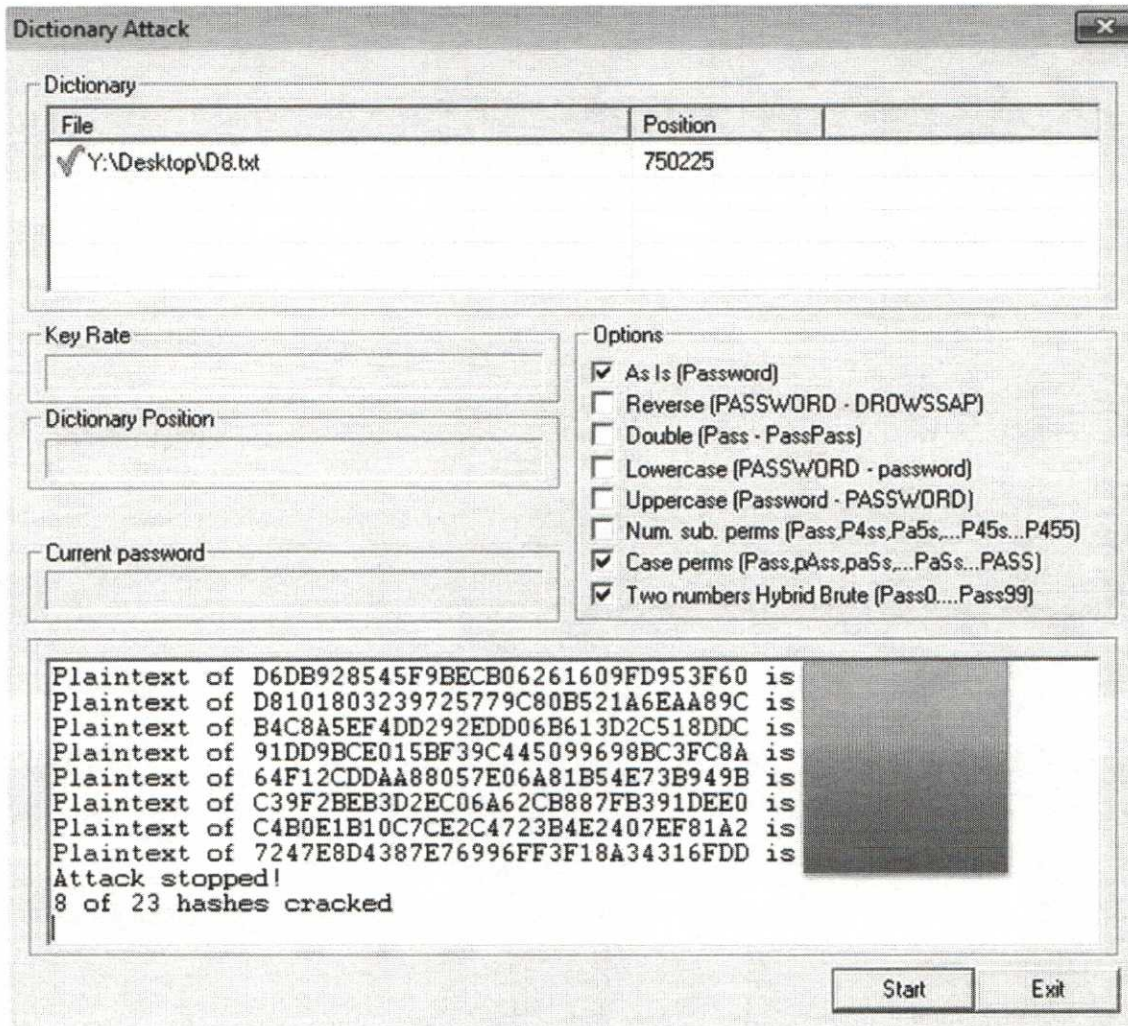 Dictionary Attack
Dictionary
File Position
Y:\Desktop\D8.txt 750225
Key Rate
Dictionary Position
Current password
Options
As Is (Password)
Reverse (PASSWORD - DROWSSAP)
Double (Pass - PassPass)
Lowercase (PASSWORD - password)
Uppercase (Password - PASSWORD)
Num. sub. perms (Pass,P4ss,Pa5s,...P45s...P455)
Case perms (Pass,pAss,paSs,...PaSs...PASS)
Two numbers Hybrid Brute (Pass0....Pass99)
Plaintext of D6DB928545F9BECB06261609FD953F60 is
Plaintext of D8101803239725779C80B521A6EAA89C is
Plaintext of B4C8A5EF4DD292EDD06B613D2C518DDC is
Plaintext of 91DD9BCE015BF39C445099698BC3FC8A is
Plaintext of 64F12CDDAA88057E06A81B54E73B949B is
Plaintext of C39F2BEB3D2EC06A62CB887FB391DEE0 is
Plaintext of C4B0E1B10C7CE2C4723B4E2407EF81A2 is
Plaintext of 7247E8D4387E76996FF3F18A34316FDD is
Attack stopped!
8 of 23 hashes cracked
Start Exit